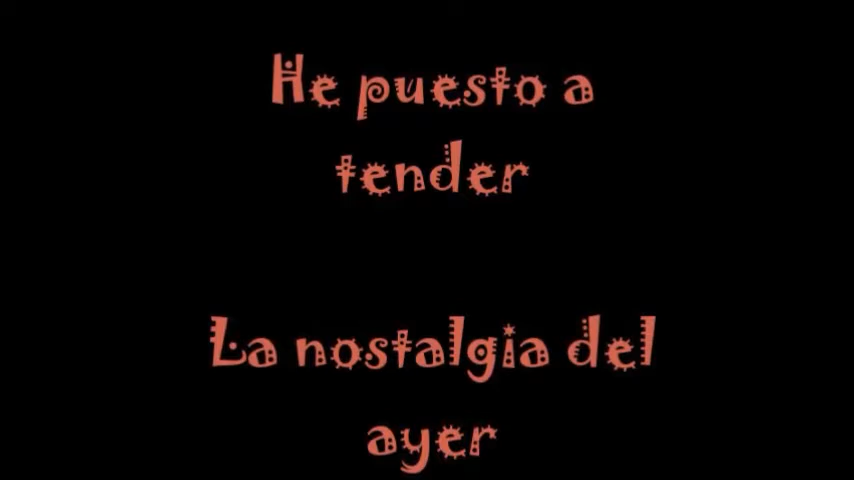 He puesto a
tender
La nostalgia del
ayer